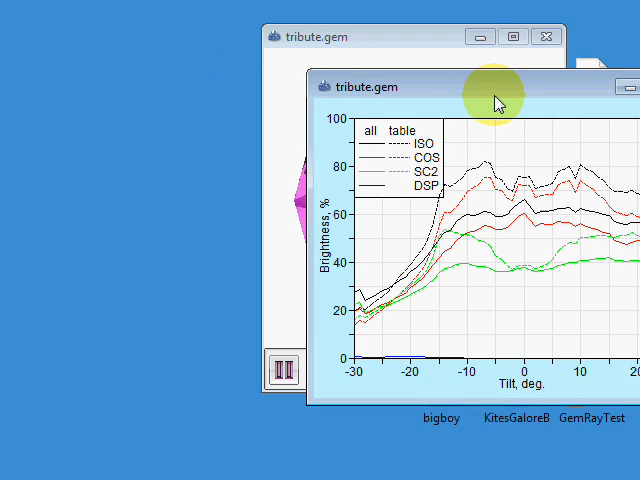 tribute.gem
tribute.gem
all table
ISO
COS
SC2
DSP
100
80
60
40
20
0
Brightness, %
-30 -20 -10 0 10 20
Tilt, deg.
bigboy KitesGaloreB GemRayTest